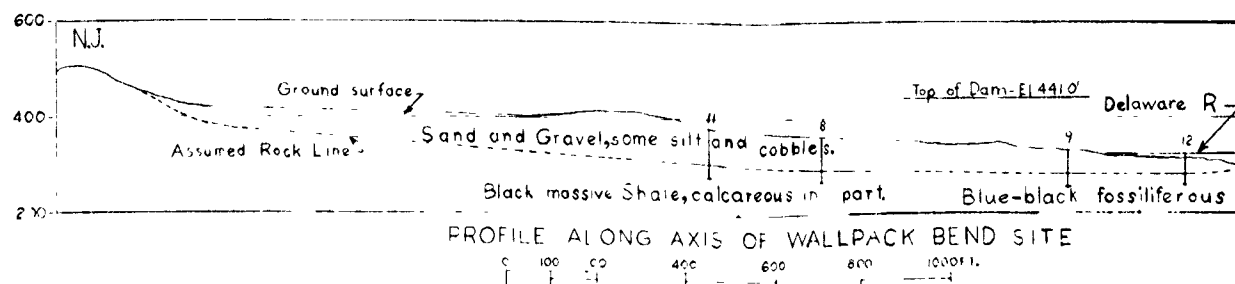 600
N.J.
Ground surface
Top of Dam-El 441.0'
Delaware R
400
11
8
9
12
Sand and Gravel, some silt and cobbles.
Assumed Rock Line
Black massive Shale, calcareous in part.
Blue-black fossiliferous
PROFILE ALONG AXIS OF WALLPACK BEND SITE
0 100 400 600 800 1000FT.